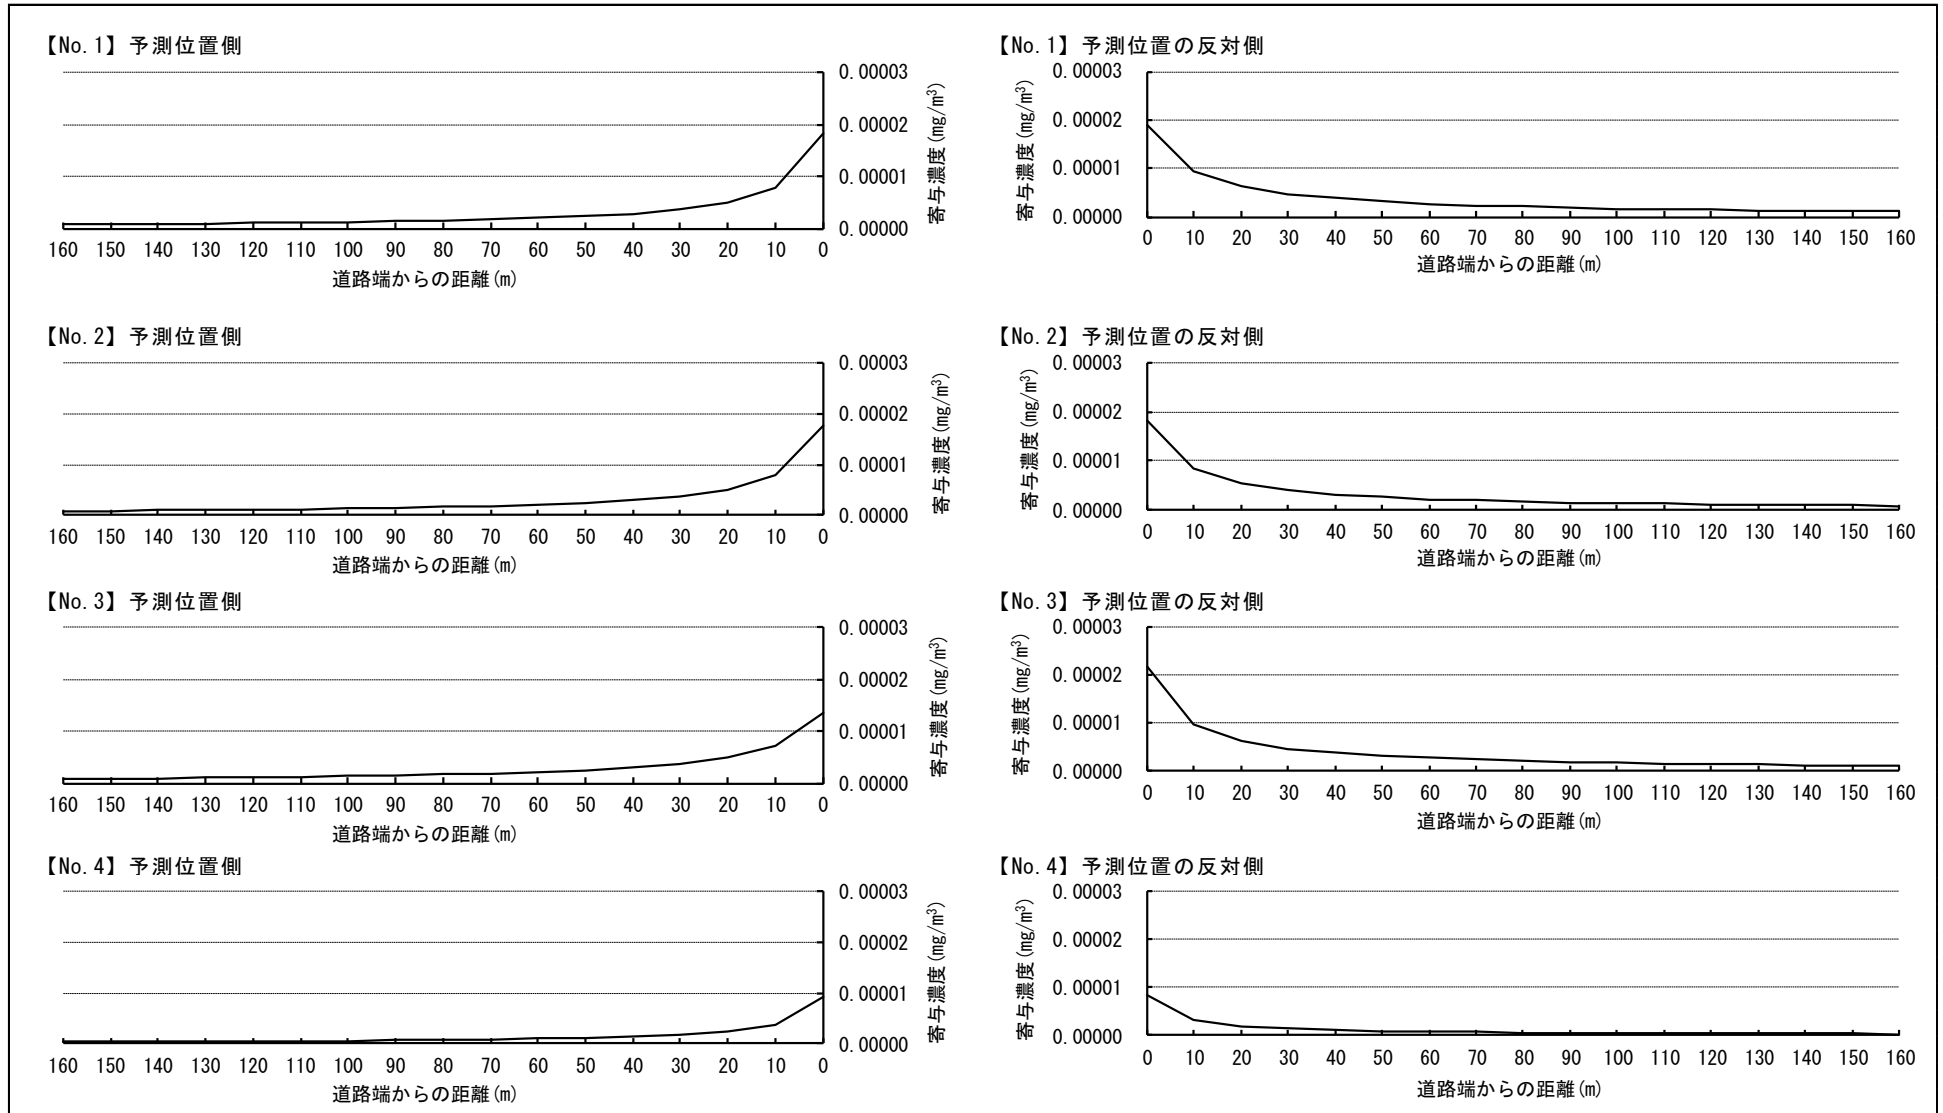 【No. 1】予測位置側
0.00003
0.00002
0.00001
0.00000
寄与濃度(mg/m³)
160 150 140 130 120 110 100 90 80 70 60 50 40 30 20 10 0
道路端からの距離(m)
【No. 1】予測位置の反対側
0.00003
0.00002
0.00001
0.00000
寄与濃度(mg/m³)
0 10 20 30 40 50 60 70 80 90 100 110 120 130 140 150 160
道路端からの距離(m)
【No. 2】予測位置側
0.00003
0.00002
0.00001
0.00000
寄与濃度(mg/m³)
160 150 140 130 120 110 100 90 80 70 60 50 40 30 20 10 0
道路端からの距離(m)
【No. 2】予測位置の反対側
0.00003
0.00002
0.00001
0.00000
寄与濃度(mg/m³)
0 10 20 30 40 50 60 70 80 90 100 110 120 130 140 150 160
道路端からの距離(m)
【No. 3】予測位置側
0.00003
0.00002
0.00001
0.00000
寄与濃度(mg/m³)
160 150 140 130 120 110 100 90 80 70 60 50 40 30 20 10 0
道路端からの距離(m)
【No. 3】予測位置の反対側
0.00003
0.00002
0.00001
0.00000
寄与濃度(mg/m³)
0 10 20 30 40 50 60 70 80 90 100 110 120 130 140 150 160
道路端からの距離(m)
【No. 4】予測位置側
0.00003
0.00002
0.00001
0.00000
寄与濃度(mg/m³)
160 150 140 130 120 110 100 90 80 70 60 50 40 30 20 10 0
道路端からの距離(m)
【No. 4】予測位置の反対側
0.00003
0.00002
0.00001
0.00000
寄与濃度(mg/m³)
0 10 20 30 40 50 60 70 80 90 100 110 120 130 140 150 160
道路端からの距離(m)